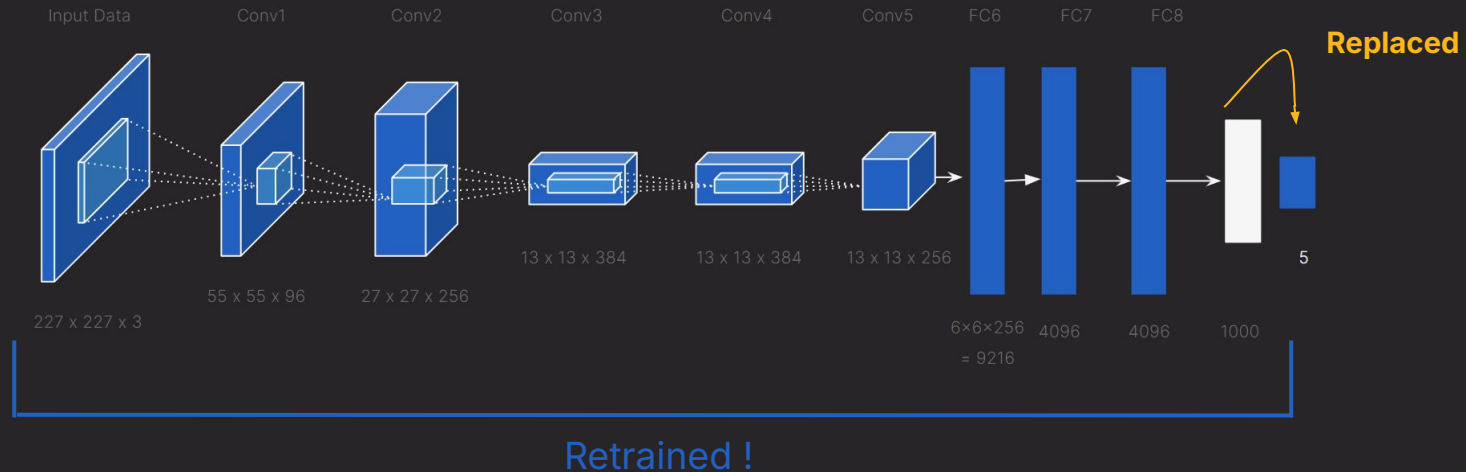 Input Data
Conv1
Conv2
Conv3
Conv4
Conv5
FC6
FC7
FC8
Replaced
13 x 13 x 384
13 x 13 x 384
13 x 13 x 256
5
55 x 55 x 96
27 x 27 x 256
227 x 227 x 3
6×6×256
= 9216
4096
4096
1000
Retrained !